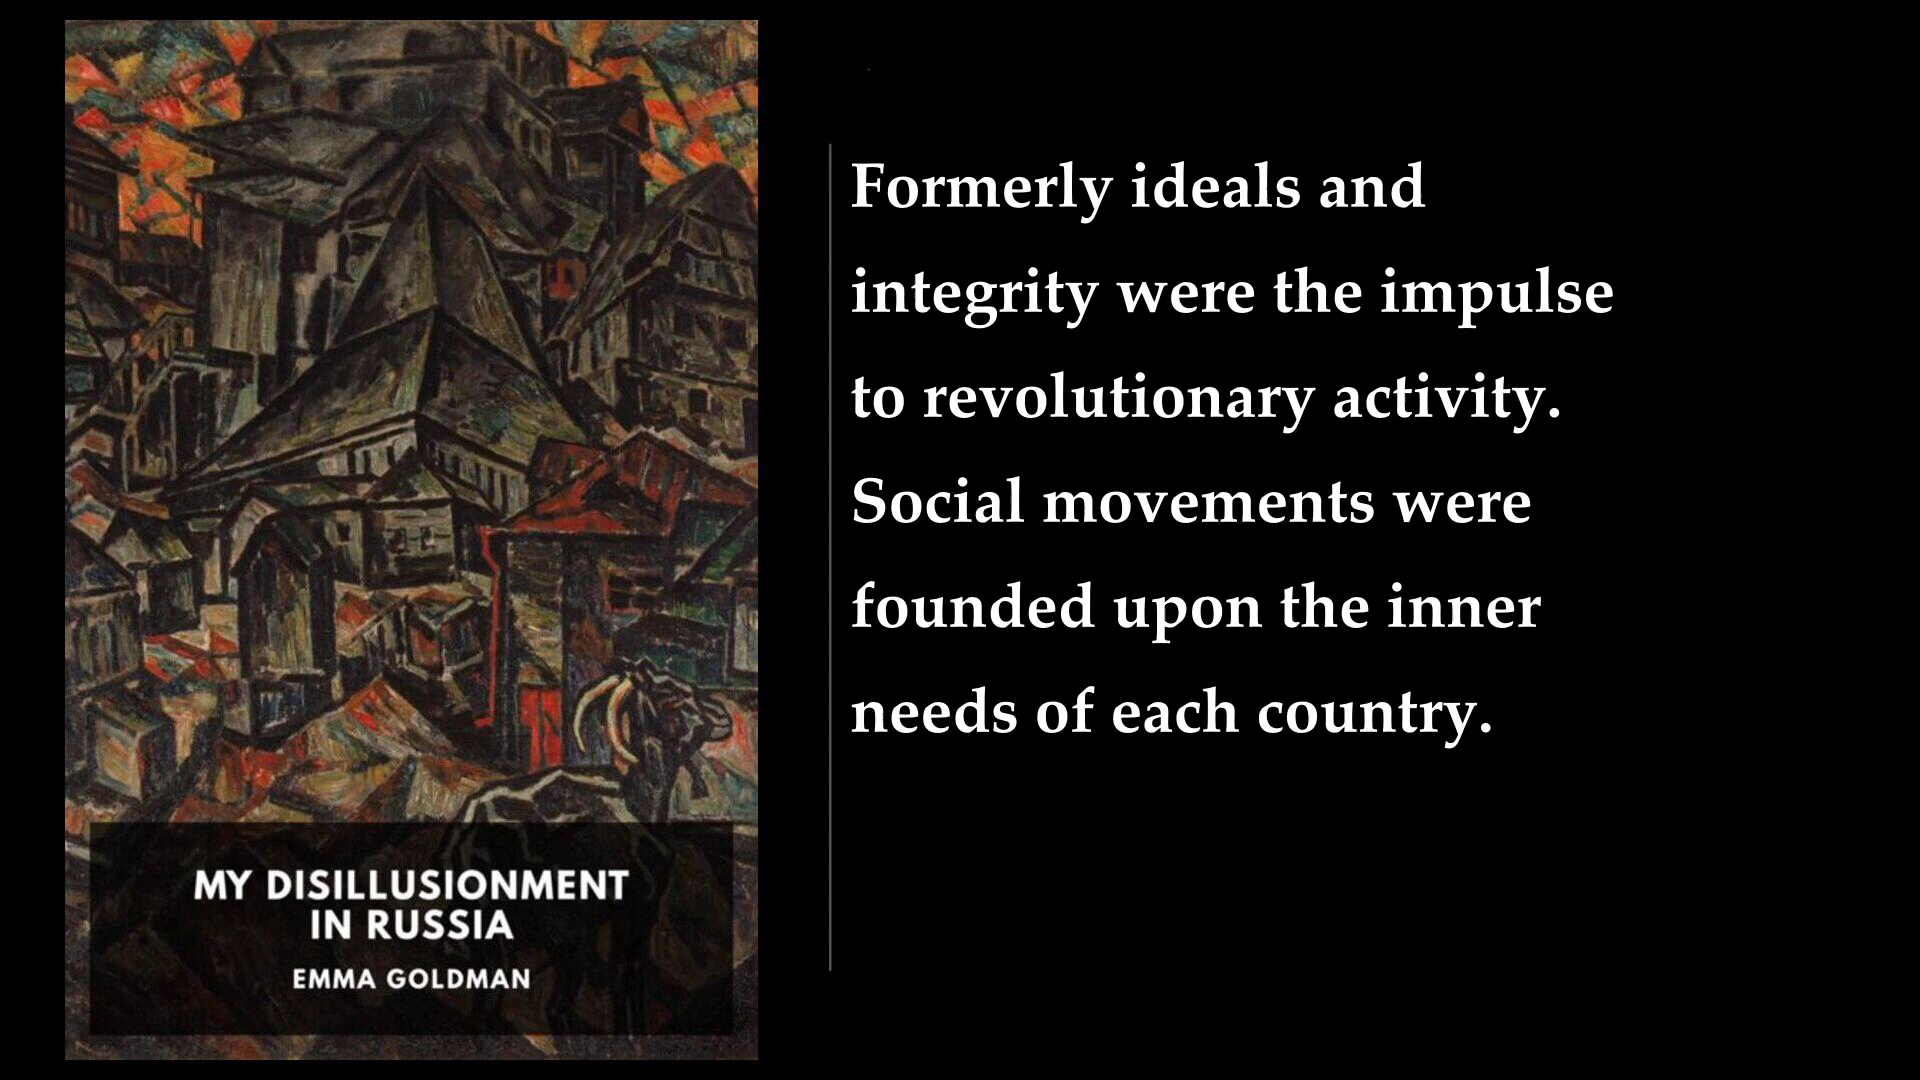 MY DISILLUSIONMENT
IN RUSSIA
EMMA GOLDMAN
Formerly ideals and
integrity were the impulse
to revolutionary activity.
Social movements were
founded upon the inner
needs of each country.